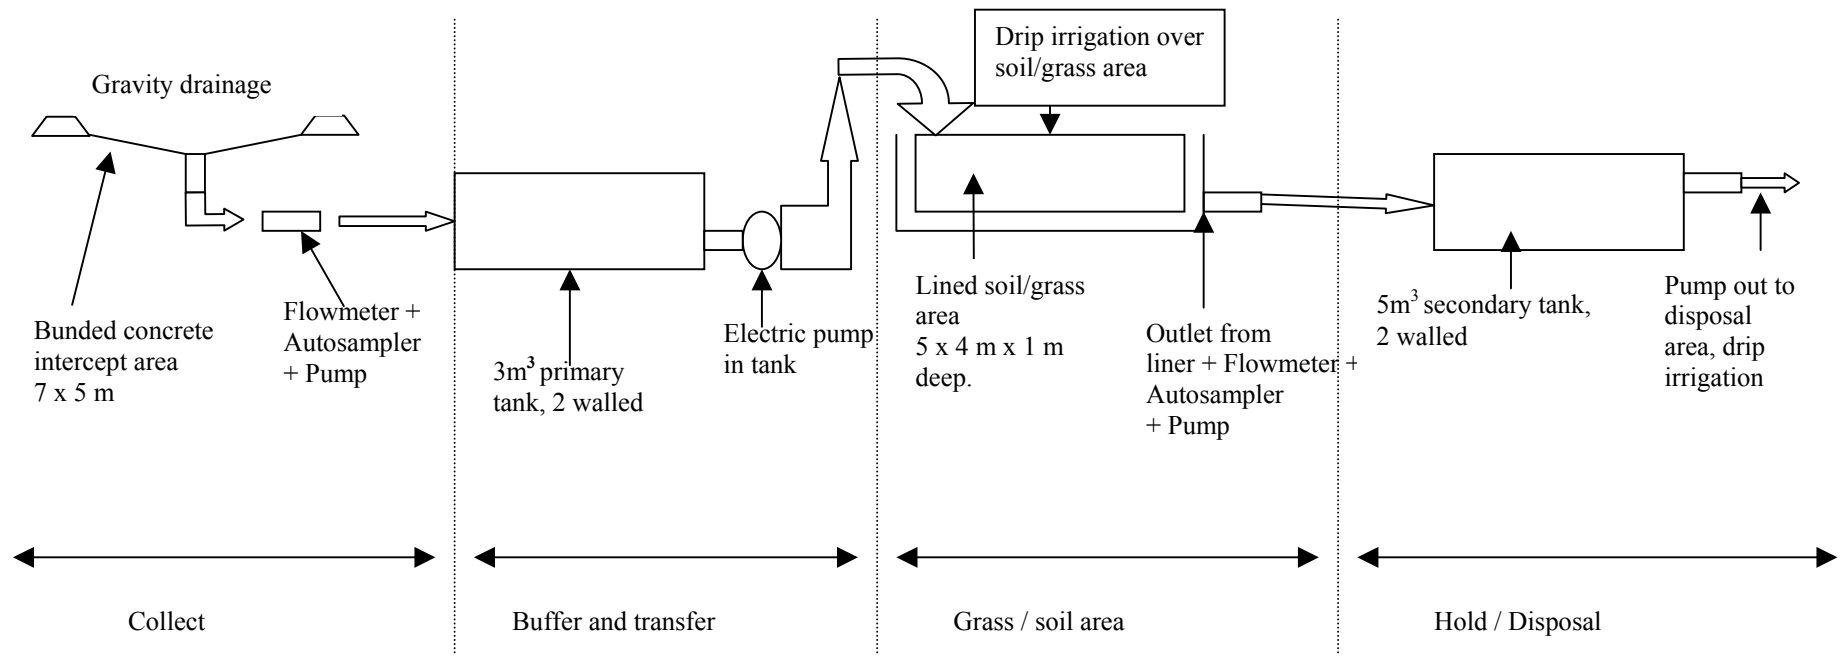 Gravity drainage
Bunded concrete
intercept area
7 x 5 m
Flowmeter +
Autosampler
+ Pump
3m³ primary
tank, 2 walled
Electric pump
in tank
Drip irrigation over
soil/grass area
Lined soil/grass
area
5 x 4 m x 1 m
deep.
Outlet from
liner + Flowmeter +
Autosampler
+ Pump
5m³ secondary tank,
2 walled
Pump out to
disposal
area, drip
irrigation
Collect
Buffer and transfer
Grass / soil area
Hold / Disposal